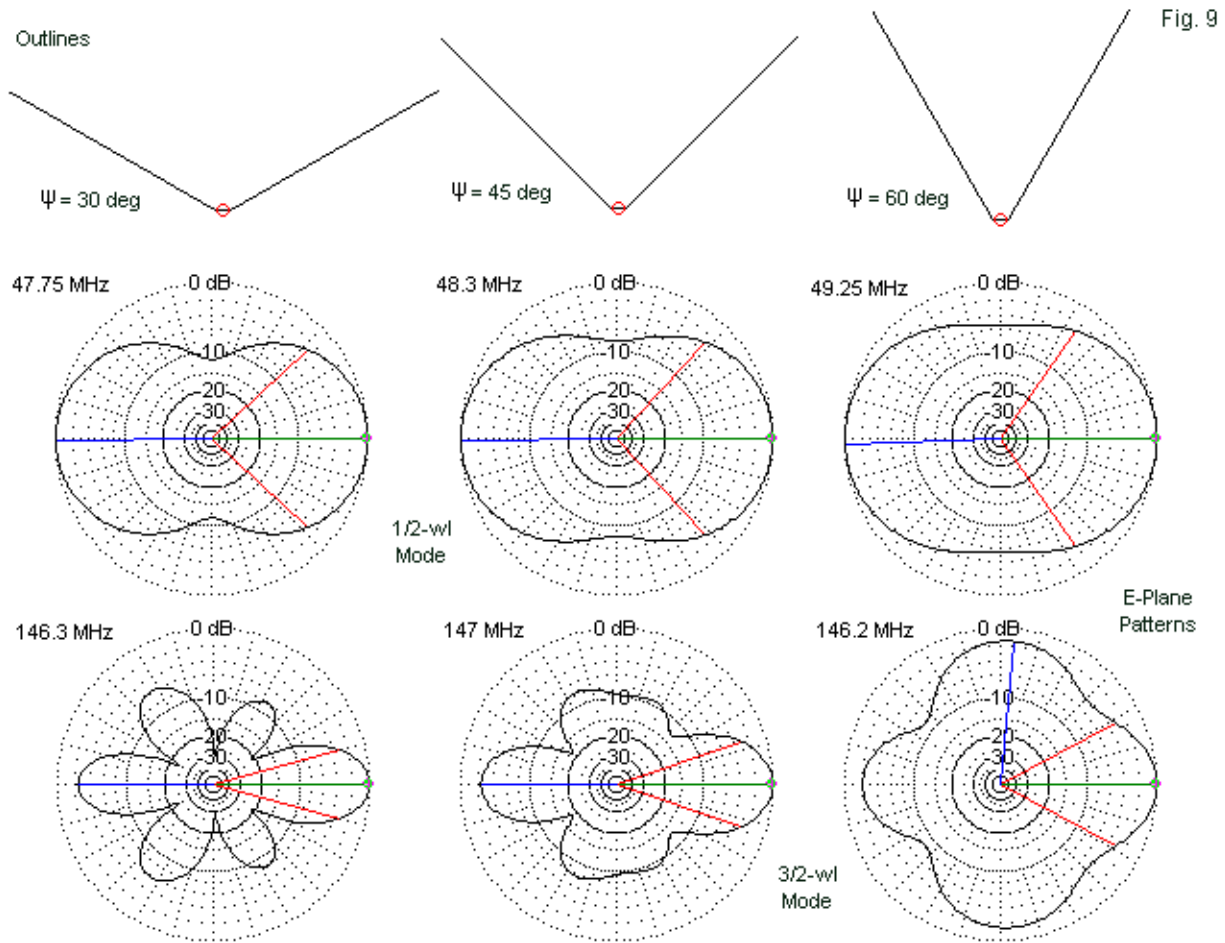 Outlines
Fig. 9
Ψ = 30 deg
Ψ = 45 deg
Ψ = 60 deg
47.75 MHz
0 dB
-10
20
30
48.3 MHz
0 dB
-10
20
30
49.25 MHz
0 dB
-10
20
30
1/2-wl
Mode
E-Plane
Patterns
146.3 MHz
0 dB
-10
20
30
147 MHz
0 dB
-10
20
30
146.2 MHz
0 dB
-10
20
30
3/2-wl
Mode